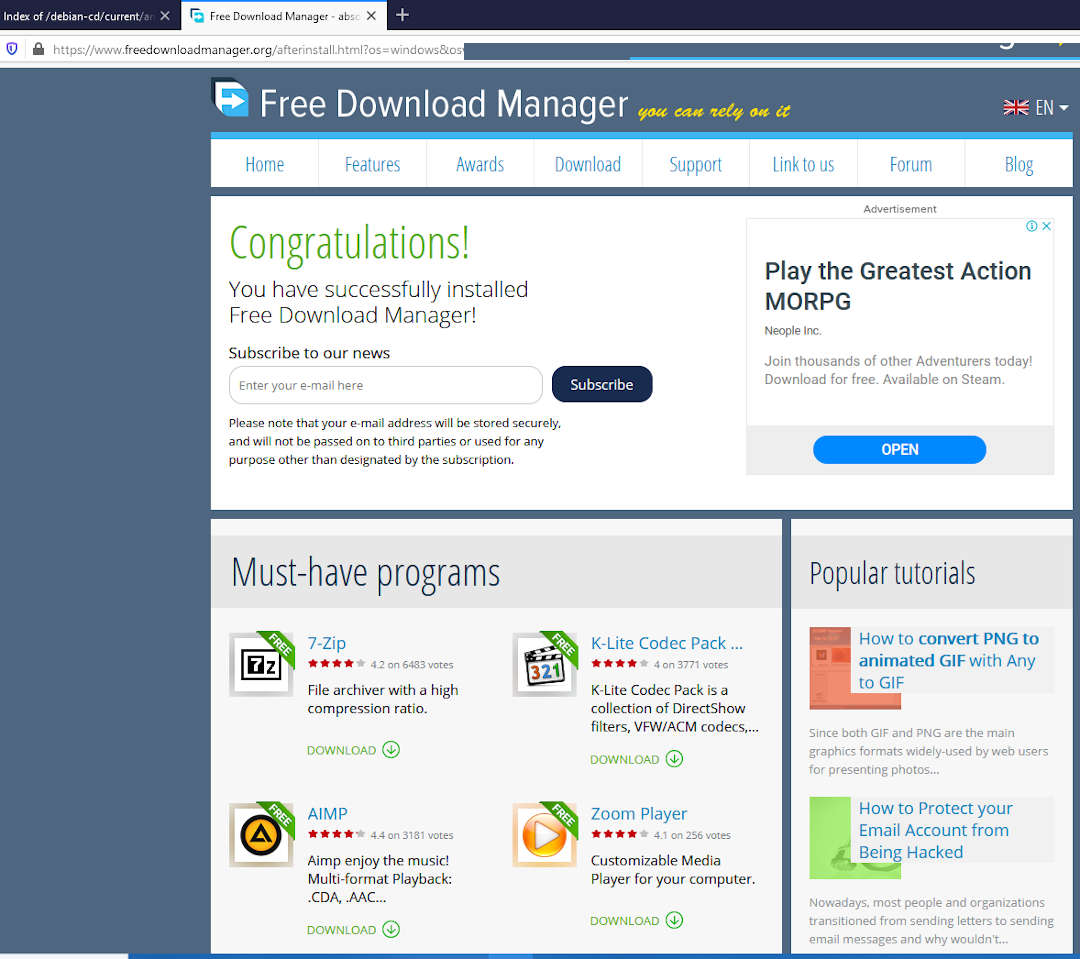 Index of /debian-cd/current/
Free Download Manager - abso
https://www.freedownloadmanager.org/afterinstall.html?os=windows&os
Free Download Manager you can rely on it
EN
Home Features Awards Download Support Link to us Forum Blog
Congratulations!
You have successfully installed
Free Download Manager!
Subscribe to our news
Enter your e-mail here
Subscribe
Please note that your e-mail address will be stored securely,
and will not be passed on to third parties or used for any
purpose other than designated by the subscription.
Advertisement
Play the Greatest Action
MORPG
Neople Inc.
Join thousands of other Adventurers today!
Download for free. Available on Steam.
OPEN
Must-have programs
FREE
7z
7-Zip
4.2 on 6483 votes
File archiver with a high
compression ratio.
DOWNLOAD
FREE
321
K-Lite Codec Pack ...
4 on 3771 votes
K-Lite Codec Pack is a
collection of DirectShow
filters, VFW/ACM codecs,...
DOWNLOAD
FREE
AIMP
4.4 on 3181 votes
Aimp enjoy the music!
Multi-format Playback:
.CDA, .AAC...
DOWNLOAD
FREE
Zoom Player
4.1 on 256 votes
Customizable Media
Player for your computer.
DOWNLOAD
Popular tutorials
How to convert PNG to
animated GIF with Any
to GIF
Since both GIF and PNG are the main
graphics formats widely-used by web users
for presenting photos...
How to Protect your
Email Account from
Being Hacked
Nowadays, most people and organizations
transitioned from sending letters to sending
email messages and why wouldn't...